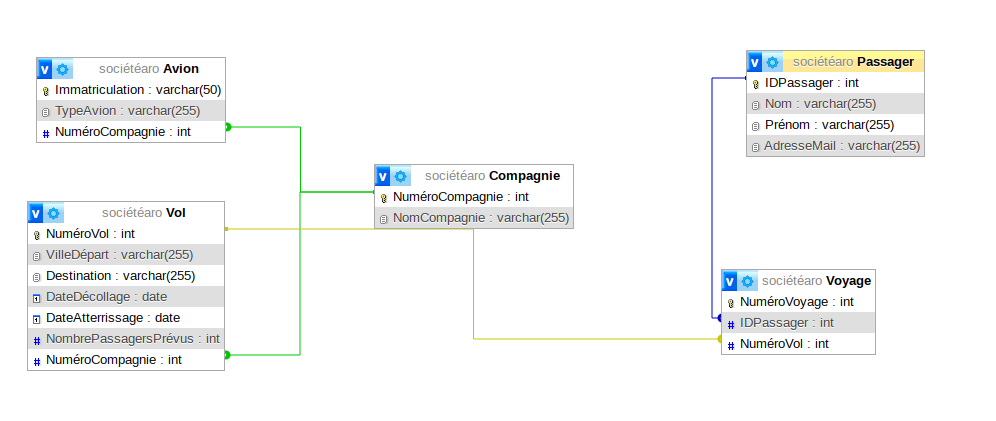 v sociétéaro Avion
Immatriculation : varchar(50)
TypeAvion : varchar(255)
# NuméroCompagnie : int
v sociétéaro Vol
NuméroVol : int
VilleDépart : varchar(255)
Destination : varchar(255)
DateDécollage : date
DateAtterrissage : date
# NombrePassagersPrévus : int
# NuméroCompagnie : int
v sociétéaro Compagnie
NuméroCompagnie : int
NomCompagnie : varchar(255)
v sociétéaro Passager
IDPassager : int
Nom : varchar(255)
Prénom : varchar(255)
AdresseMail : varchar(255)
v sociétéaro Voyage
NuméroVoyage : int
# IDPassager : int
# NuméroVol : int